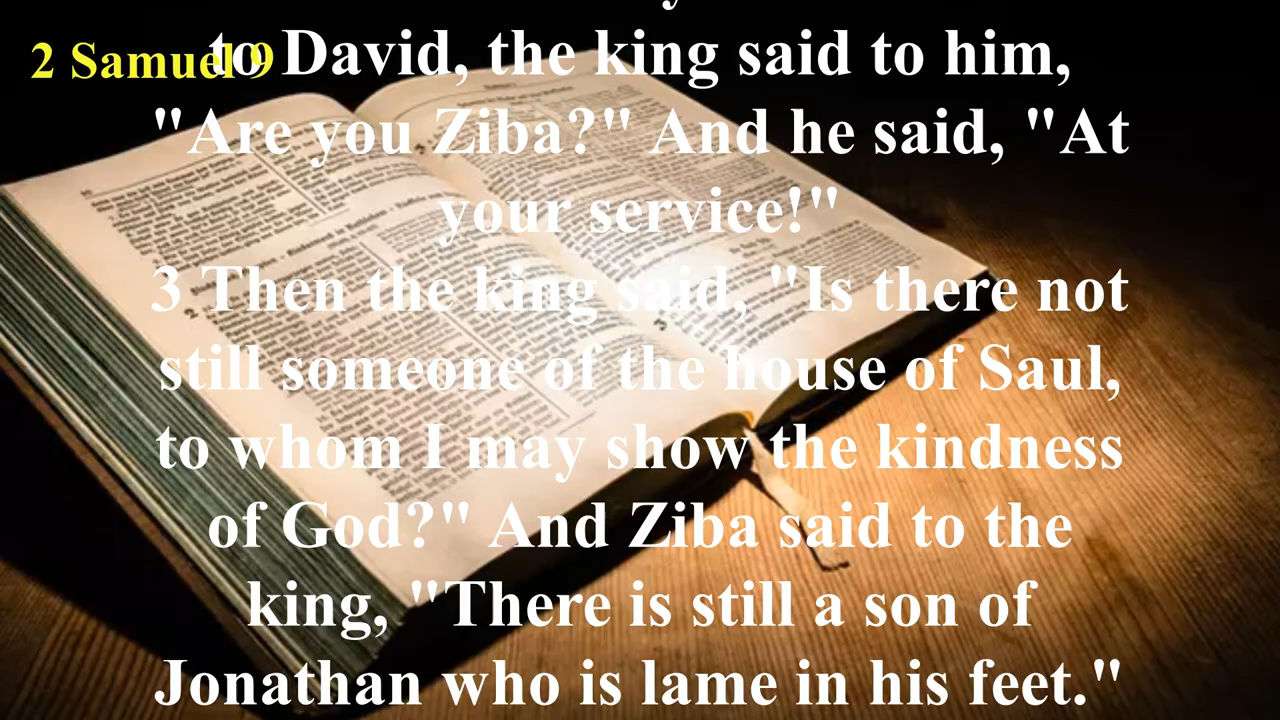 2 Samuel 9
to David, the king said to him,
"Are you Ziba?" And he said, "At
your service!"
3 Then the king said, "Is there not
still someone of the house of Saul,
to whom I may show the kindness
of God?" And Ziba said to the
king, "There is still a son of
Jonathan who is lame in his feet."